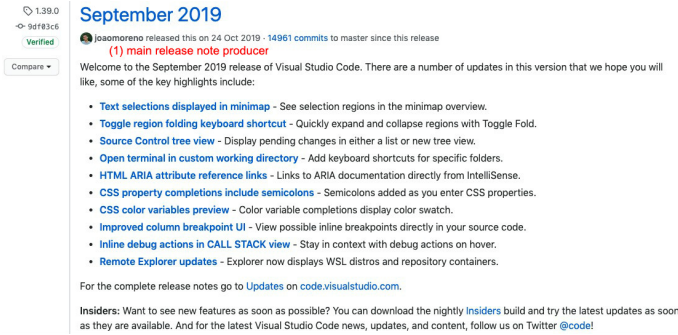 1.39.0
9df03c6
Verified
Compare
September 2019
joaomoreno released this on 24 Oct 2019 · 14961 commits to master since this release
(1) main release note producer
Welcome to the September 2019 release of Visual Studio Code. There are a number of updates in this version that we hope you will
like, some of the key highlights include:
• Text selections displayed in minimap - See selection regions in the minimap overview.
• Toggle region folding keyboard shortcut - Quickly expand and collapse regions with Toggle Fold.
• Source Control tree view - Display pending changes in either a list or new tree view.
• Open terminal in custom working directory - Add keyboard shortcuts for specific folders.
• HTML ARIA attribute reference links - Links to ARIA documentation directly from IntelliSense.
• CSS property completions include semicolons - Semicolons added as you enter CSS properties.
• CSS color variables preview - Color variable completions display color swatch.
• Improved column breakpoint UI - View possible inline breakpoints directly in your source code.
• Inline debug actions in CALL STACK view - Stay in context with debug actions on hover.
• Remote Explorer updates - Explorer now displays WSL distros and repository containers.
For the complete release notes go to Updates on code.visualstudio.com.
Insiders: Want to see new features as soon as possible? You can download the nightly Insiders build and try the latest updates as soon
as they are available. And for the latest Visual Studio Code news, updates, and content, follow us on Twitter @code!